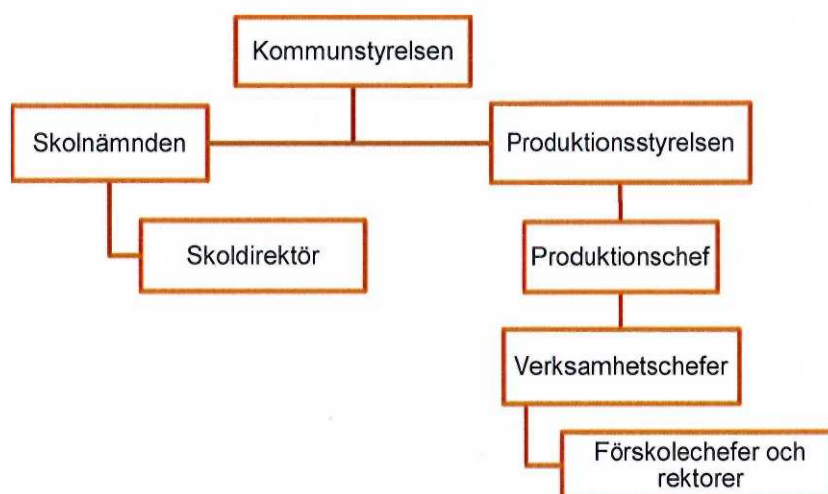 Kommunstyrelsen
Skolnämnden
Produktionsstyrelsen
Skoldirektör
Produktionschef
Verksamhetschefer
Förskolechefer och
rektorer